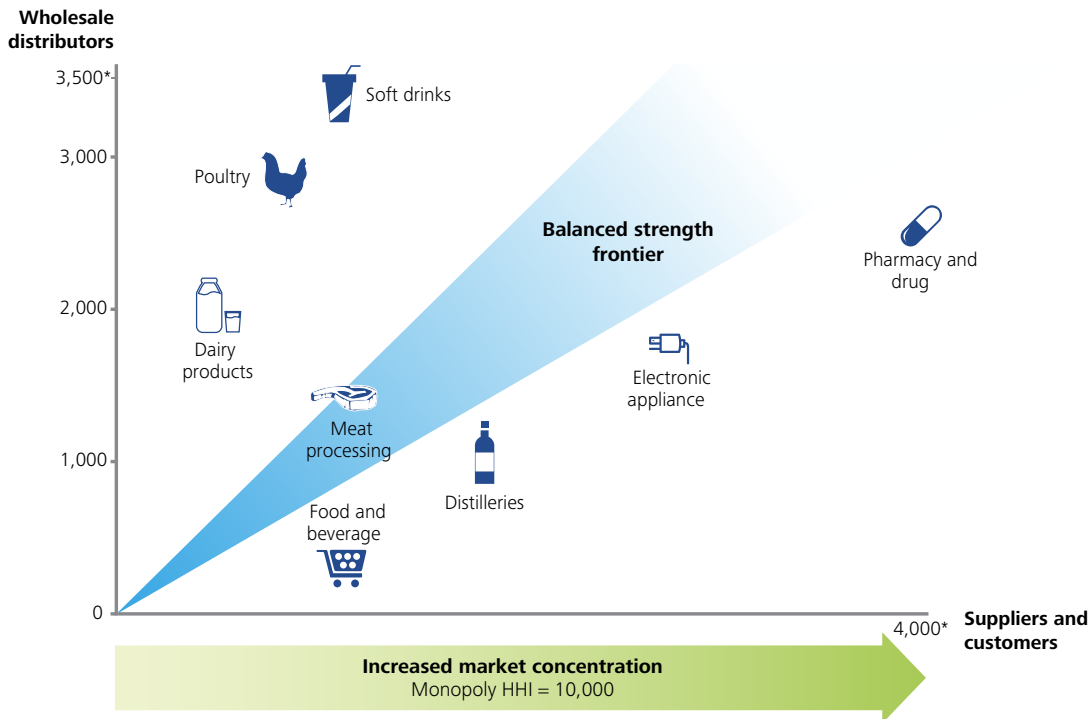 Wholesale
distributors
3,500*
Soft drinks
3,000
Poultry
Balanced strength
frontier
Pharmacy and
drug
2,000
Dairy
products
Electronic
appliance
Meat
processing
1,000
Distilleries
Food and
beverage
0
4,000*
Suppliers and
customers
Increased market concentration
Monopoly HHI = 10,000